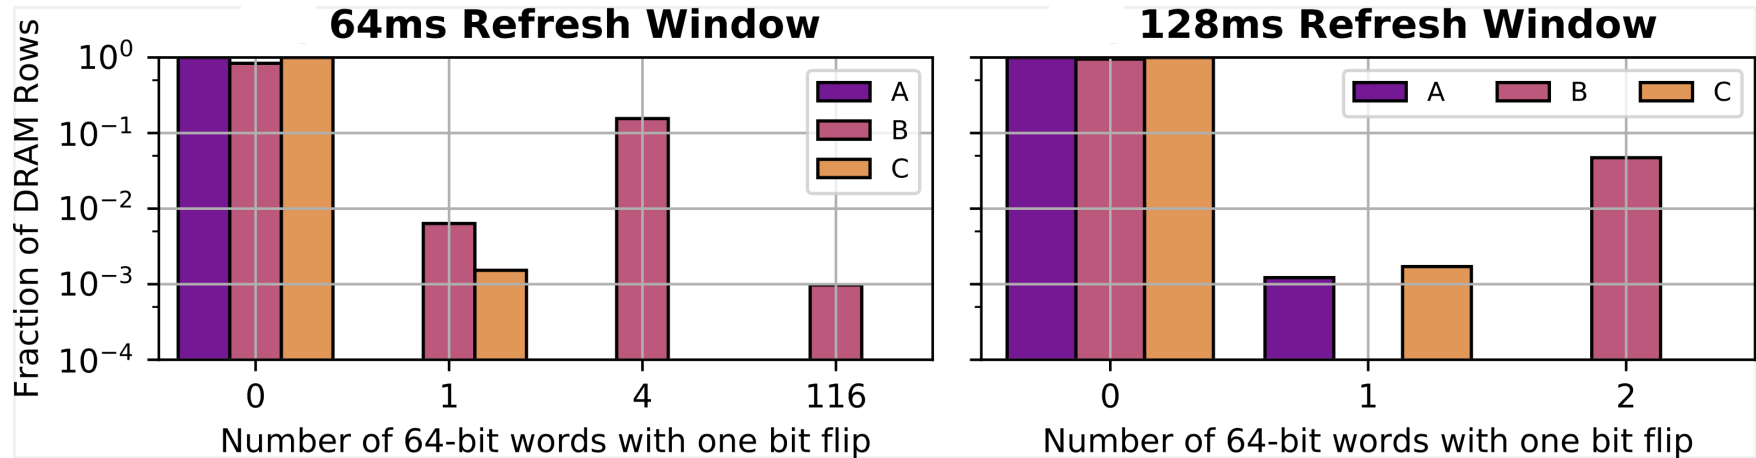 64ms Refresh Window
Fraction of DRAM Rows
10⁰
10⁻¹
10⁻²
10⁻³
10⁻⁴
A
B
C
0 1 4 116
Number of 64-bit words with one bit flip
128ms Refresh Window
A B C
0 1 2
Number of 64-bit words with one bit flip